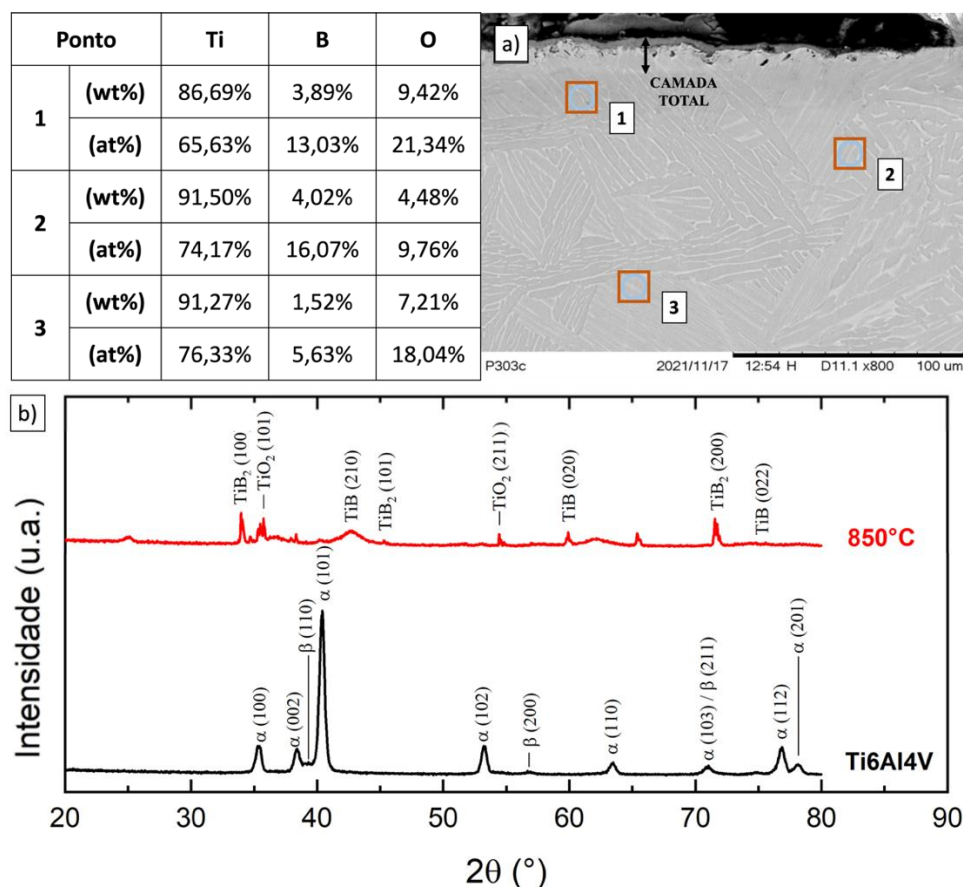 Ponto Ti B O
1 (wt%) 86,69% 3,89% 9,42%
(at%) 65,63% 13,03% 21,34%
2 (wt%) 91,50% 4,02% 4,48%
(at%) 74,17% 16,07% 9,76%
3 (wt%) 91,27% 1,52% 7,21%
(at%) 76,33% 5,63% 18,04%
a)
CAMADA
TOTAL
1
2
3
P303c 2021/11/17 12:54 H D11.1 x800 100 um
b)
TiB₂ (100)
TiO₂ (101)
TiB (210)
TiB₂ (101)
TiO₂ (211)
TiB (020)
TiB₂ (200)
TiB (022)
850°C
α (100)
α (002)
β (110)
α (101)
α (102)
β (200)
α (110)
α (103) / β (211)
α (112)
α (201)
Ti6Al4V
Intensidade (u.a.)
20 30 40 50 60 70 80 90
2θ (°)